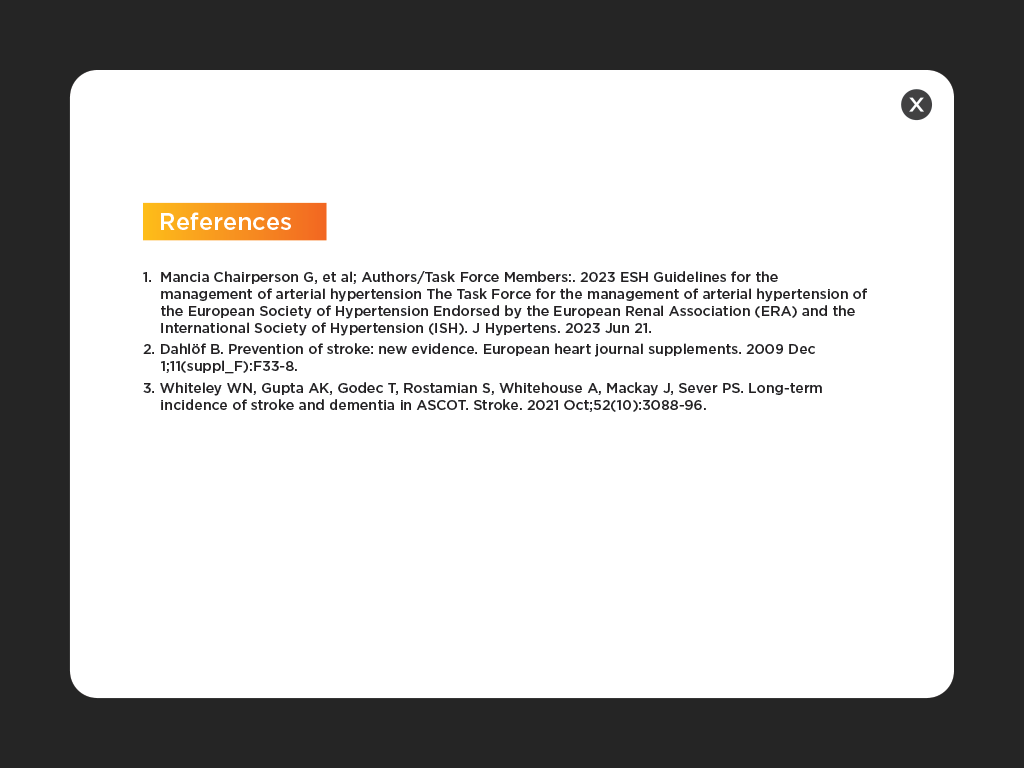 X
References
1. Mancia Chairperson G, et al; Authors/Task Force Members:. 2023 ESH Guidelines for the
management of arterial hypertension The Task Force for the management of arterial hypertension of
the European Society of Hypertension Endorsed by the European Renal Association (ERA) and the
International Society of Hypertension (ISH). J Hypertens. 2023 Jun 21.
2. Dahlöf B. Prevention of stroke: new evidence. European heart journal supplements. 2009 Dec
1;11(suppl_F):F33-8.
3. Whiteley WN, Gupta AK, Godec T, Rostamian S, Whitehouse A, Mackay J, Sever PS. Long-term
incidence of stroke and dementia in ASCOT. Stroke. 2021 Oct;52(10):3088-96.